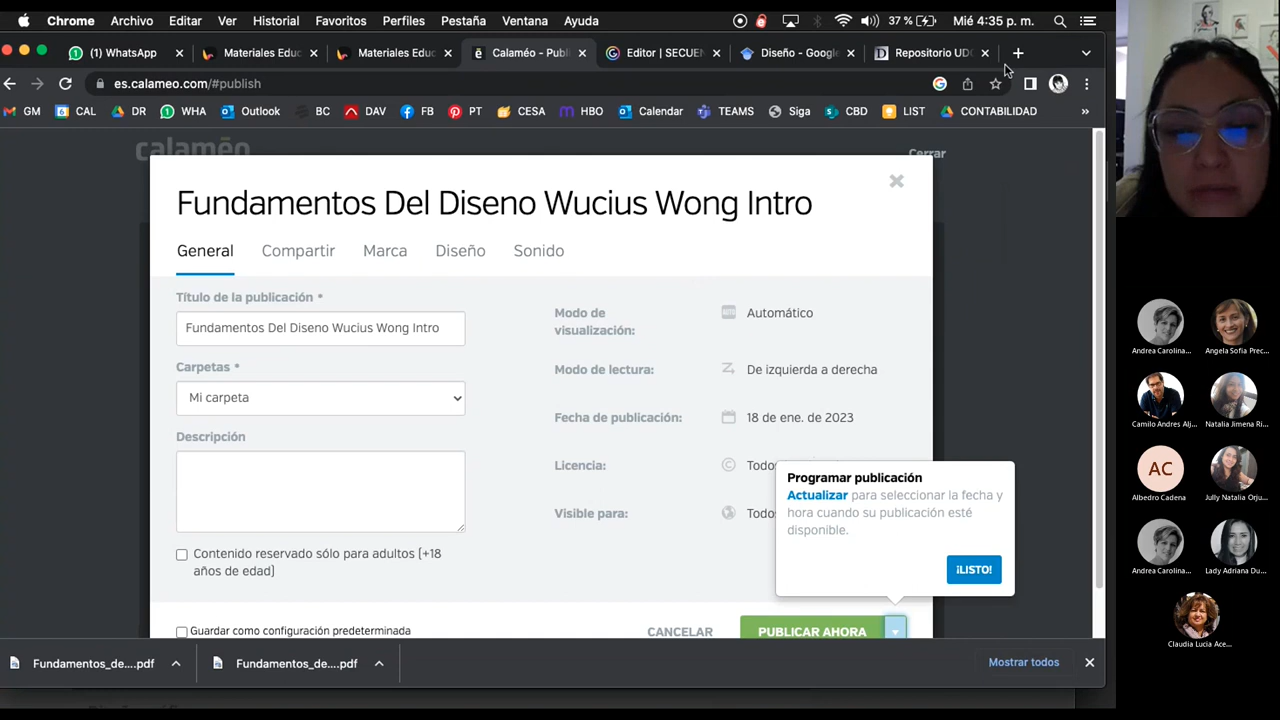 Chrome Archivo Editar Ver Historial Favoritos Perfiles Pestaña Ventana Ayuda 37 % Mié 4:35 p. m.
(1) WhatsApp Materiales Educ Materiales Educ Calaméo - Publ Editor | SECUEN Diseño - Google Repositorio UDC
es.calameo.com/#publish
GM CAL DR WHA Outlook BC DAV FB PT CESA HBO Calendar TEAMS Siga CBD LIST CONTABILIDAD »
calaméo
Cerrar
Fundamentos Del Diseno Wucius Wong Intro
General Compartir Marca Diseño Sonido
Título de la publicación *
Fundamentos Del Diseno Wucius Wong Intro
Carpetas *
Mi carpeta
Descripción
Contenido reservado sólo para adultos [+18
años de edad]
Modo de
visualización:
Automático
Modo de lectura: De izquierda a derecha
Fecha de publicación: 18 de ene. de 2023
Licencia: Todo
Visible para: Todo
Programar publicación
Actualizar para seleccionar la fecha y
hora cuando su publicación esté
disponible.
¡LISTO!
Guardar como configuración predeterminada
CANCELAR
PUBLICAR AHORA
Fundamentos_de....pdf Fundamentos_de....pdf Mostrar todos
Andrea Carolina... Angela Sofia Prec...
Camilo Andres Alj... Natalia Jimena Ri...
AC
Albedro Cadena Jully Natalia Orju...
Andrea Carolina... Lady Adriana Du...
Claudia Lucia Ace...